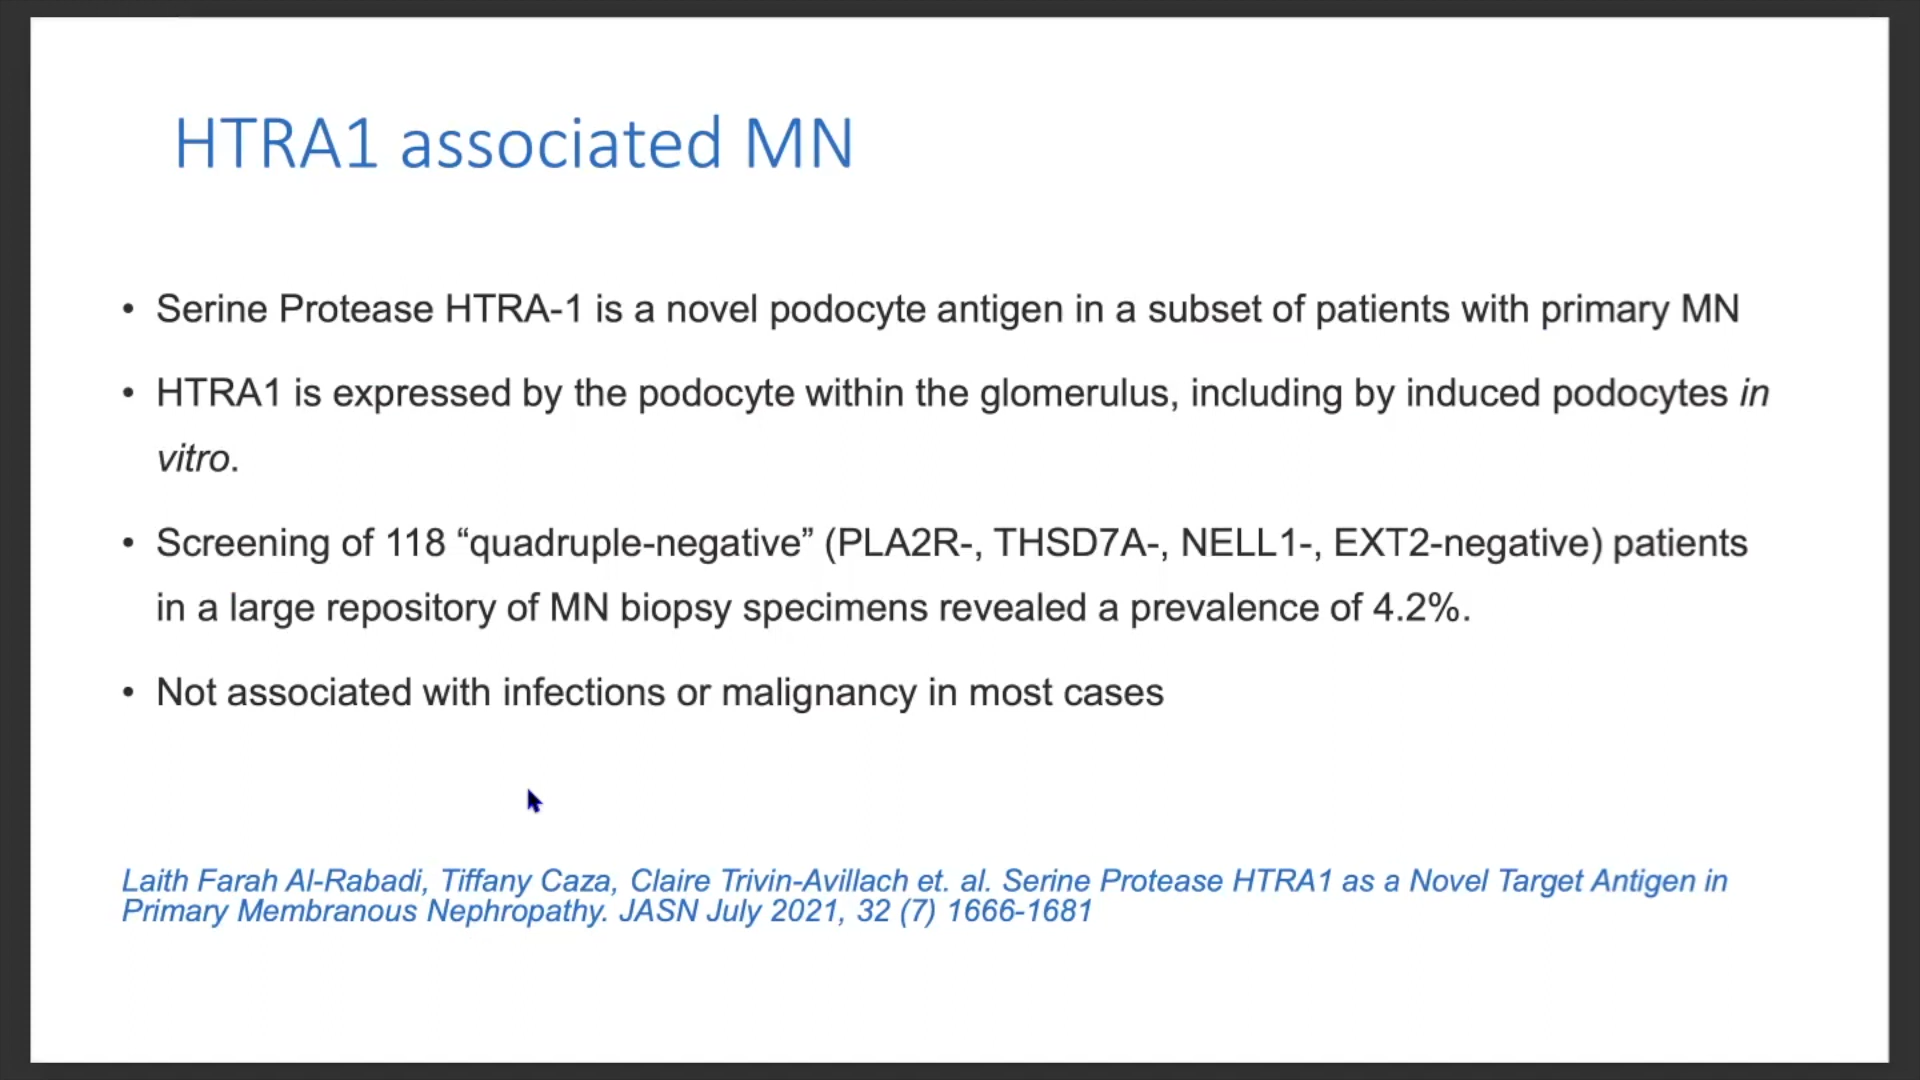 HTRA1 associated MN
• Serine Protease HTRA-1 is a novel podocyte antigen in a subset of patients with primary MN
• HTRA1 is expressed by the podocyte within the glomerulus, including by induced podocytes in
vitro.
• Screening of 118 “quadruple-negative” (PLA2R-, THSD7A-, NELL1-, EXT2-negative) patients
in a large repository of MN biopsy specimens revealed a prevalence of 4.2%.
• Not associated with infections or malignancy in most cases
Laith Farah Al-Rabadi, Tiffany Caza, Claire Trivin-Avillach et. al. Serine Protease HTRA1 as a Novel Target Antigen in
Primary Membranous Nephropathy. JASN July 2021, 32 (7) 1666-1681